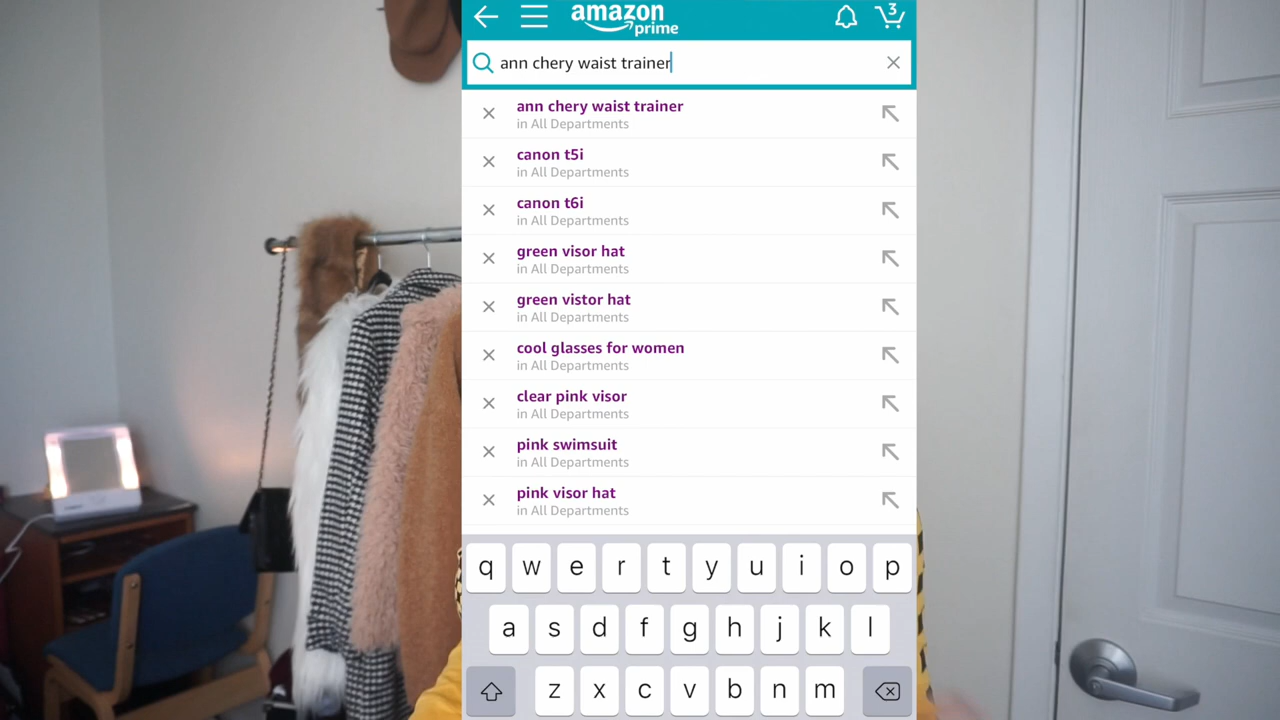 amazon
prime
3
ann chery waist trainer
ann chery waist trainer
in All Departments
canon t5i
in All Departments
canon t6i
in All Departments
green visor hat
in All Departments
green vistor hat
in All Departments
cool glasses for women
in All Departments
clear pink visor
in All Departments
pink swimsuit
in All Departments
pink visor hat
in All Departments
q w e r t y u i o p
a s d f g h j k l
z x c v b n m